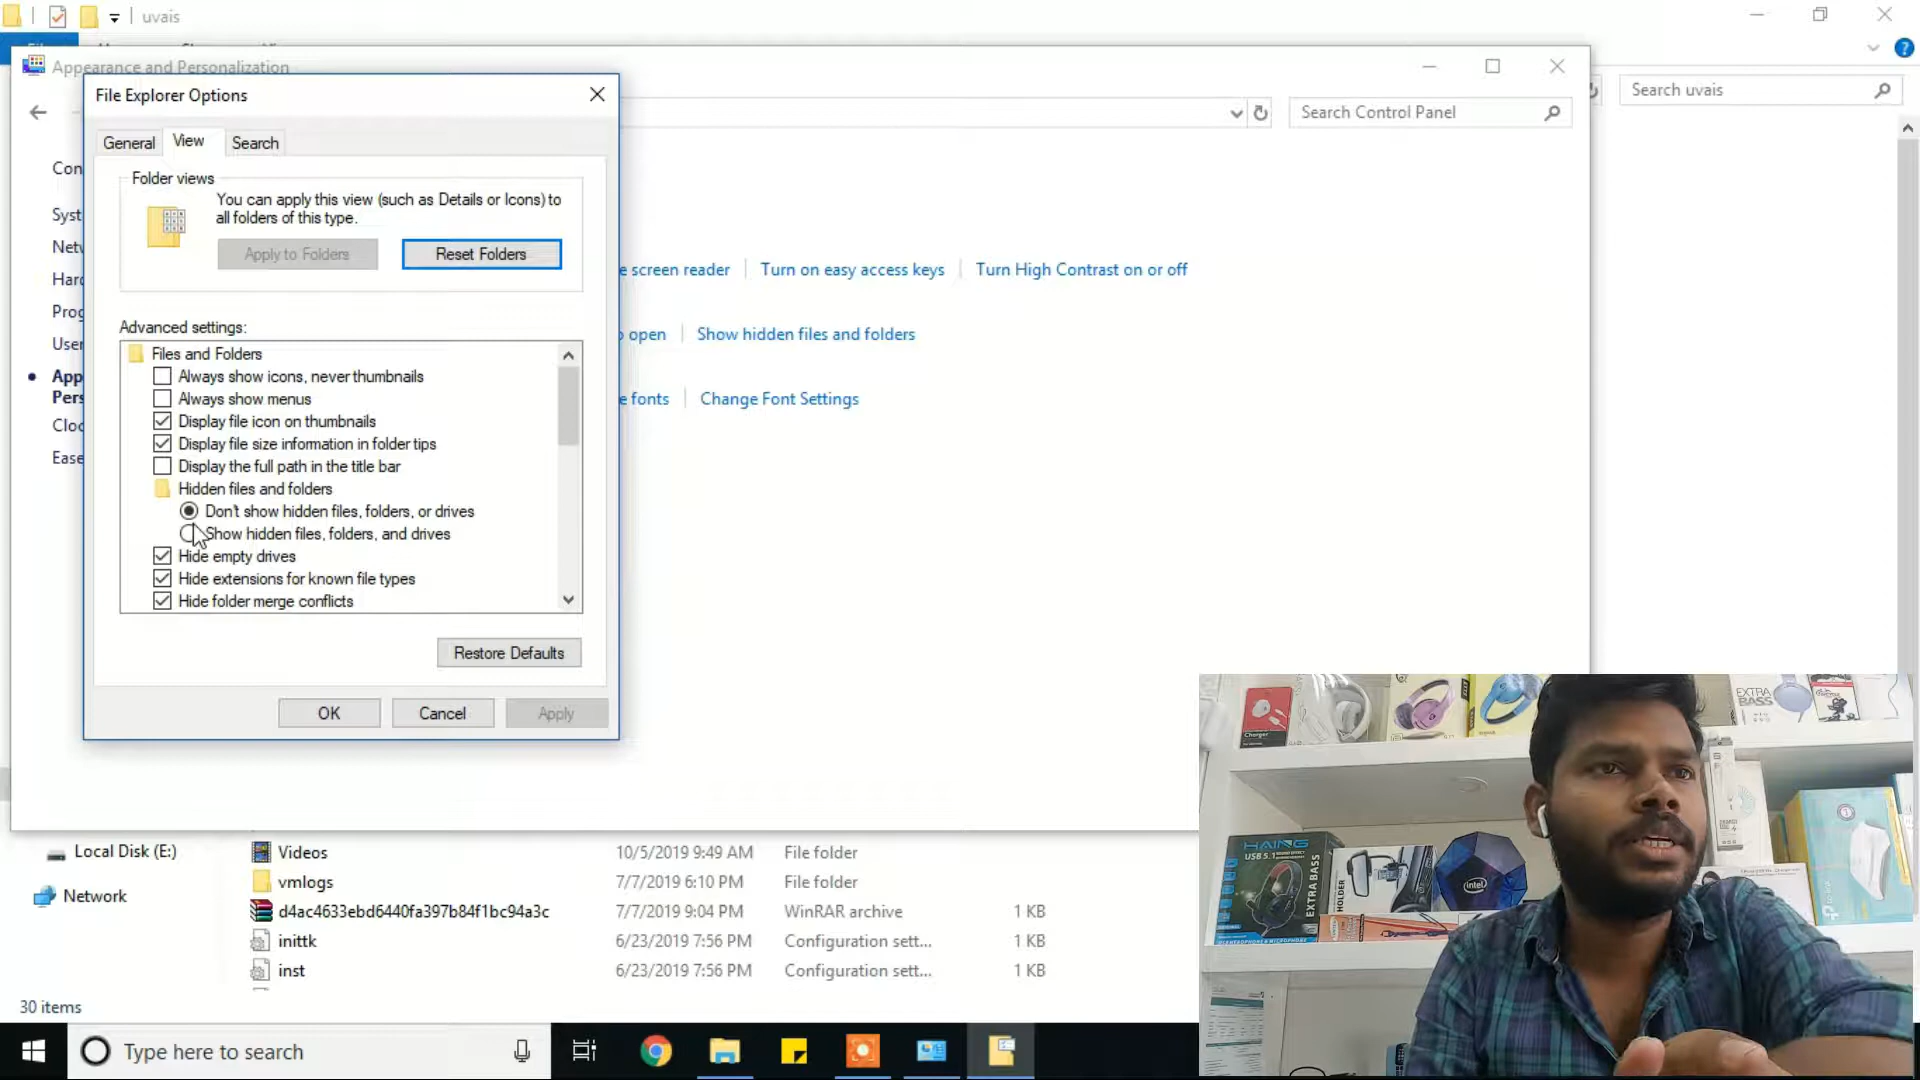 uvais
Appearance and Personalization
File Explorer Options
Search uvais
Search Control Panel
General
View
Search
Con
Syst
Netv
Hard
Prog
User
App
Pers
Cloc
Ease
Folder views
You can apply this view (such as Details or Icons) to
all folders of this type.
Apply to Folders
Reset Folders
e screen reader
Turn on easy access keys
Turn High Contrast on or off
open
Show hidden files and folders
e fonts
Change Font Settings
Advanced settings:
Files and Folders
Always show icons, never thumbnails
Always show menus
Display file icon on thumbnails
Display file size information in folder tips
Display the full path in the title bar
Hidden files and folders
Don't show hidden files, folders, or drives
Show hidden files, folders, and drives
Hide empty drives
Hide extensions for known file types
Hide folder merge conflicts
Restore Defaults
OK
Cancel
Apply
Local Disk (E:)
Network
Videos 10/5/2019 9:49 AM File folder
vmlogs 7/7/2019 6:10 PM File folder
d4ac4633ebd6440fa397b84f1bc94a3c 7/7/2019 9:04 PM WinRAR archive 1 KB
inittk 6/23/2019 7:56 PM Configuration sett... 1 KB
inst 6/23/2019 7:56 PM Configuration sett... 1 KB
30 items
Type here to search
Charger
EXTRA
BASS
HAING
USB 5.1
EXTRA BASS
HOLDER
intel
tp-link